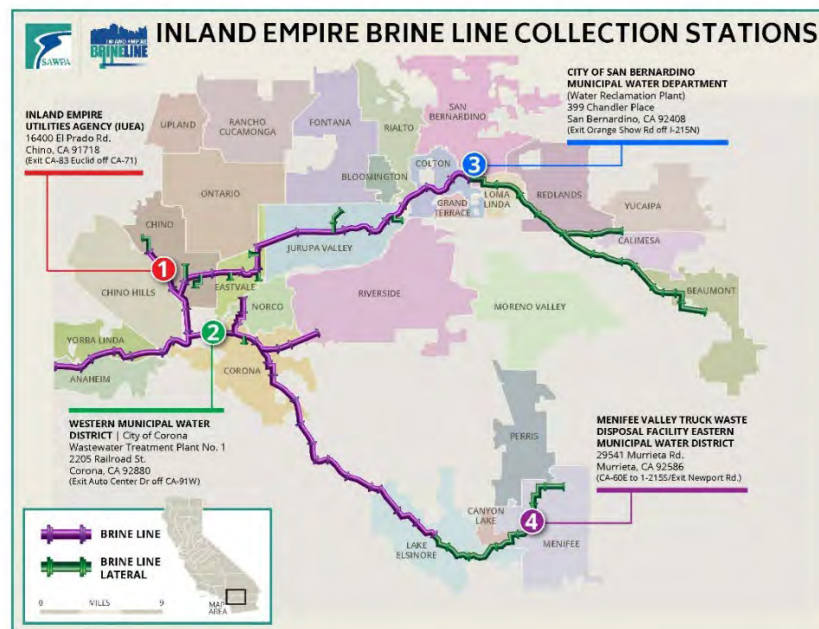 SAWPA
INLAND EMPIRE
BRINE LINE
INLAND EMPIRE BRINE LINE COLLECTION STATIONS
INLAND EMPIRE
UTILITIES AGENCY (IUEA)
16400 El Prado Rd.
Chino, CA 91718
(Exit CA-83 Euclid off CA-71)
CITY OF SAN BERNARDINO
MUNICIPAL WATER DEPARTMENT
(Water Reclamation Plant)
399 Chandler Place
San Bernardino, CA 92408
(Exit Orange Show Rd off I-215N)
UPLAND
RANCHO
CUCAMONGA
FONTANA
RIALTO
SAN
BERNARDINO
BLOOMINGTON
COLTON
3
ONTARIO
GRAND
TERRACE
LOMA
LINDA
REDLANDS
YUCAIPA
CALIMESA
CHINO
JURUPA VALLEY
1
CHINO HILLS
EASTVALE
NORCO
RIVERSIDE
MORENO VALLEY
BEAUMONT
2
YORBA LINDA
ANAHEIM
CORONA
WESTERN MUNICIPAL WATER
DISTRICT | City of Corona
Wastewater Treatment Plant No. 1
2205 Railroad St.
Corona, CA 92880
(Exit Auto Center Dr off CA-91W)
PERRIS
MENIFEE VALLEY TRUCK WASTE
DISPOSAL FACILITY EASTERN
MUNICIPAL WATER DISTRICT
29541 Murrieta Rd.
Murrieta, CA 92586
(CA-60E to 1-215S/Exit Newport Rd.)
CANYON
LAKE
4
LAKE
ELSINORE
MENIFEE
BRINE LINE
BRINE LINE
LATERAL
0 MILES 9
MAP
AREA